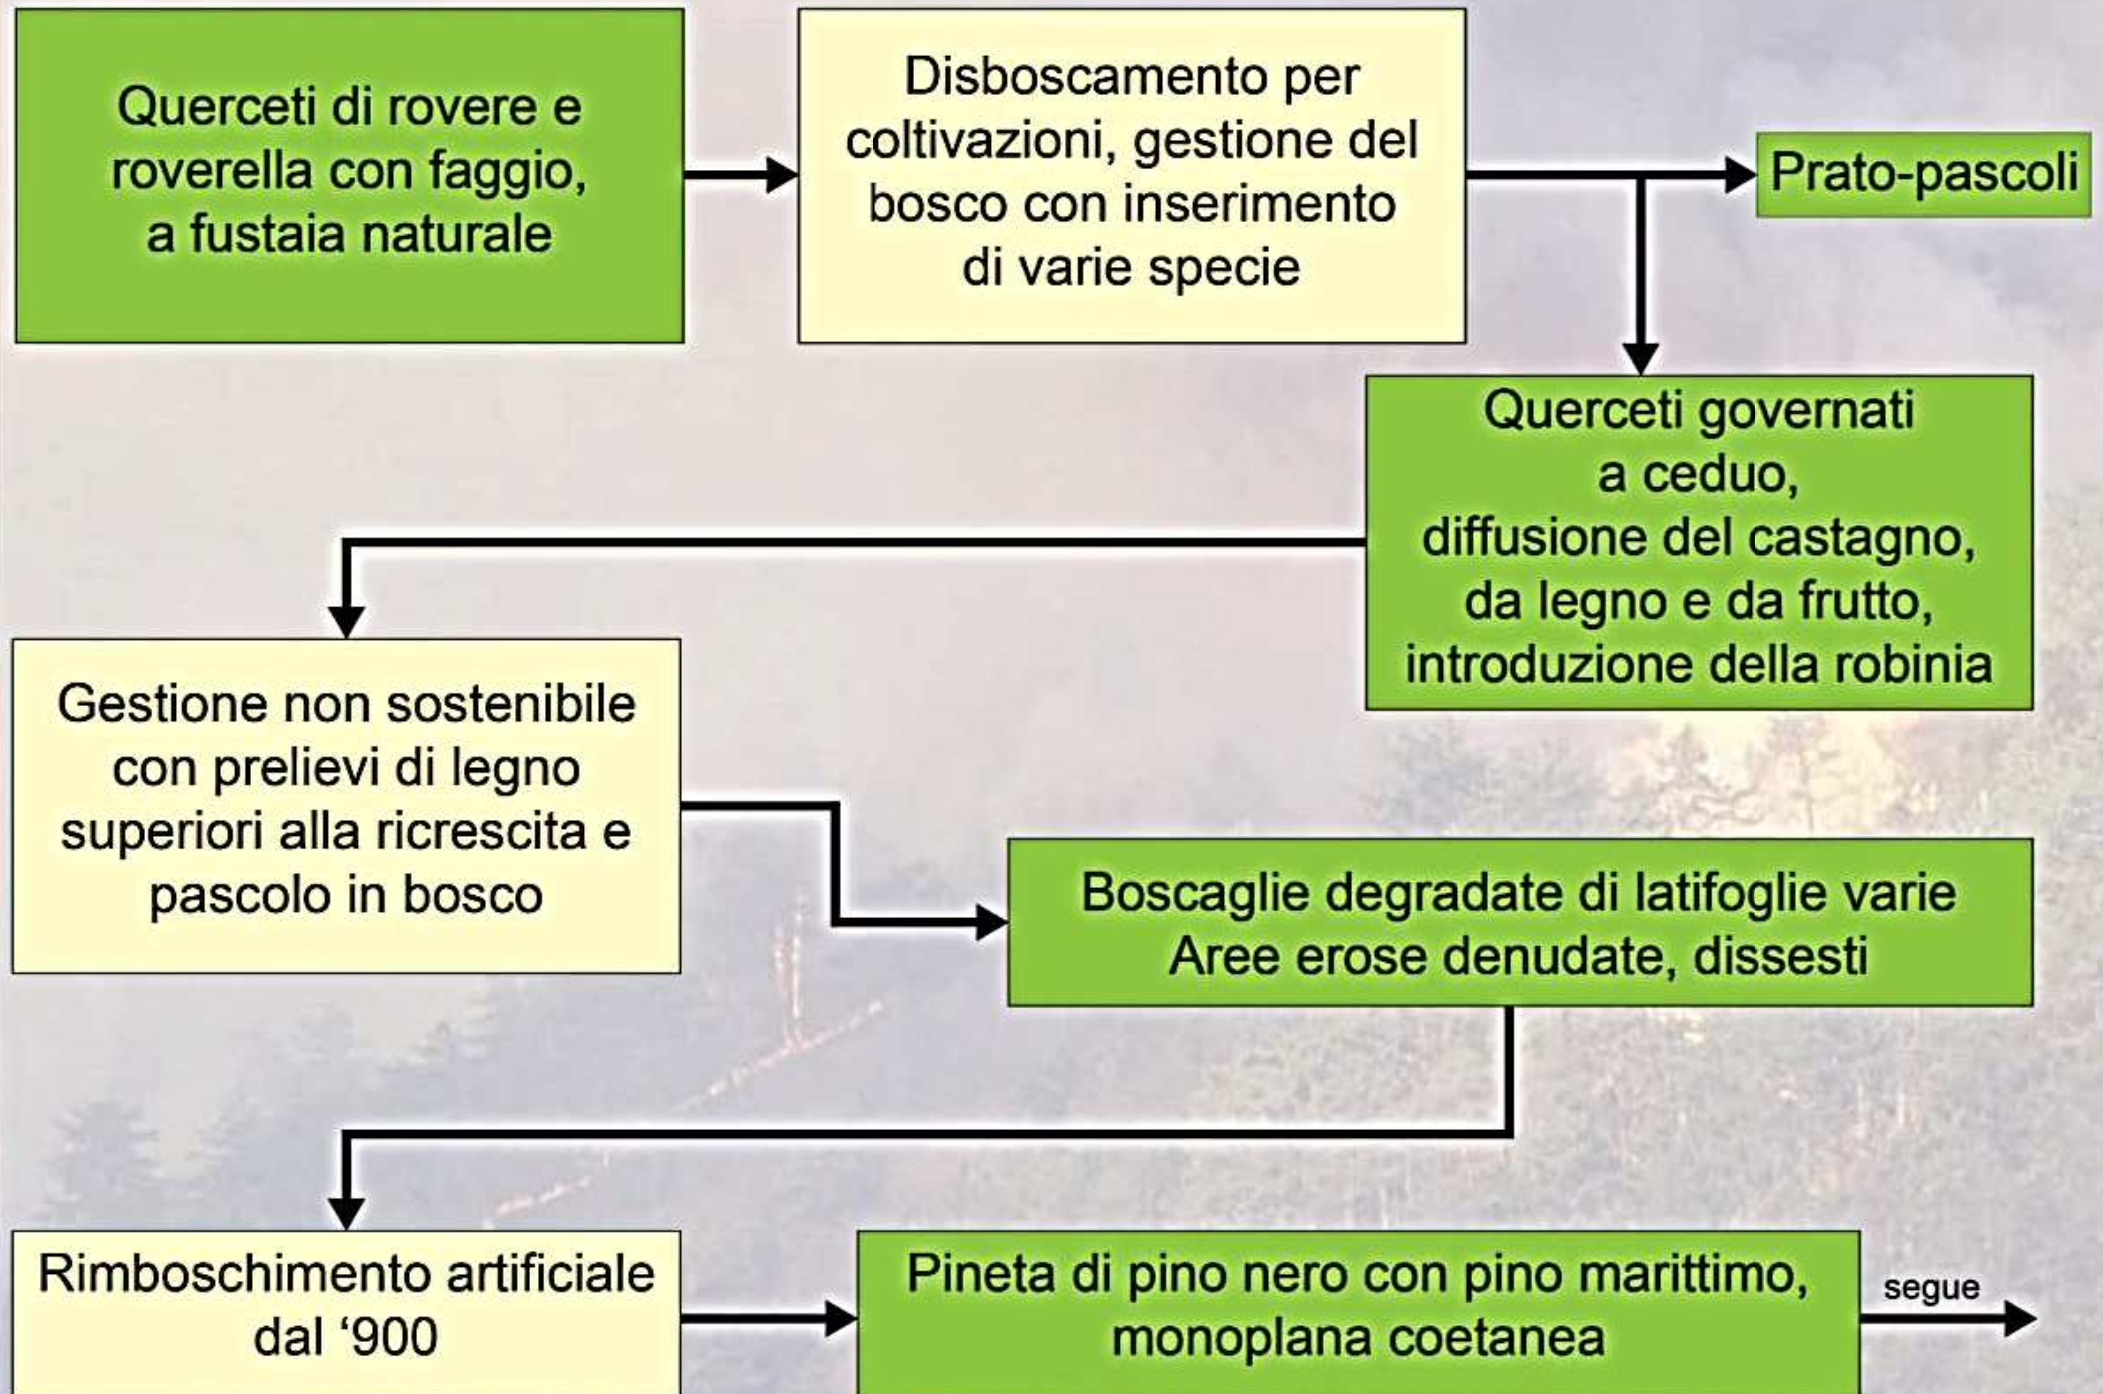 Querceti di rovere e
roverella con faggio,
a fustaia naturale
Disboscamento per
coltivazioni, gestione del
bosco con inserimento
di varie specie
Prato-pascoli
Querceti governati
a ceduo,
diffusione del castagno,
da legno e da frutto,
introduzione della robinia
Gestione non sostenibile
con prelievi di legno
superiori alla ricrescita e
pascolo in bosco
Boscaglie degradate di latifoglie varie
Aree erose denudate, dissesti
Rimboschimento artificiale
dal ‘900
Pineta di pino nero con pino marittimo,
monoplana coetanea
segue